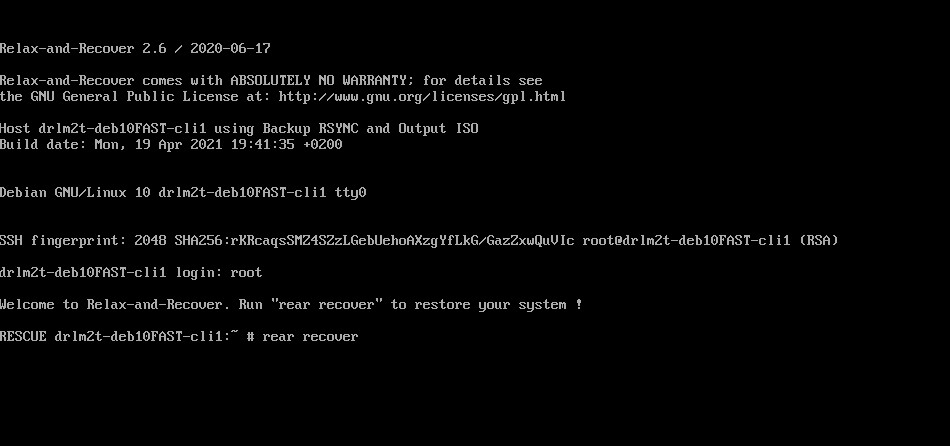 Relax-and-Recover 2.6 / 2020-06-17
Relax-and-Recover comes with ABSOLUTELY NO WARRANTY; for details see
the GNU General Public License at: http://www.gnu.org/licenses/gpl.html
Host drlm2t-deb10FAST-cli1 using Backup RSYNC and Output ISO
Build date: Mon, 19 Apr 2021 19:41:35 +0200
Debian GNU/Linux 10 drlm2t-deb10FAST-cli1 tty0
SSH fingerprint: 2048 SHA256:rKRcaqsSMZ4SZzLGebUehoAXzgYfLkG/GazZxwQuVIc root@drlm2t-deb10FAST-cli1 (RSA)
drlm2t-deb10FAST-cli1 login: root
Welcome to Relax-and-Recover. Run "rear recover" to restore your system !
RESCUE drlm2t-deb10FAST-cli1:~ # rear recover